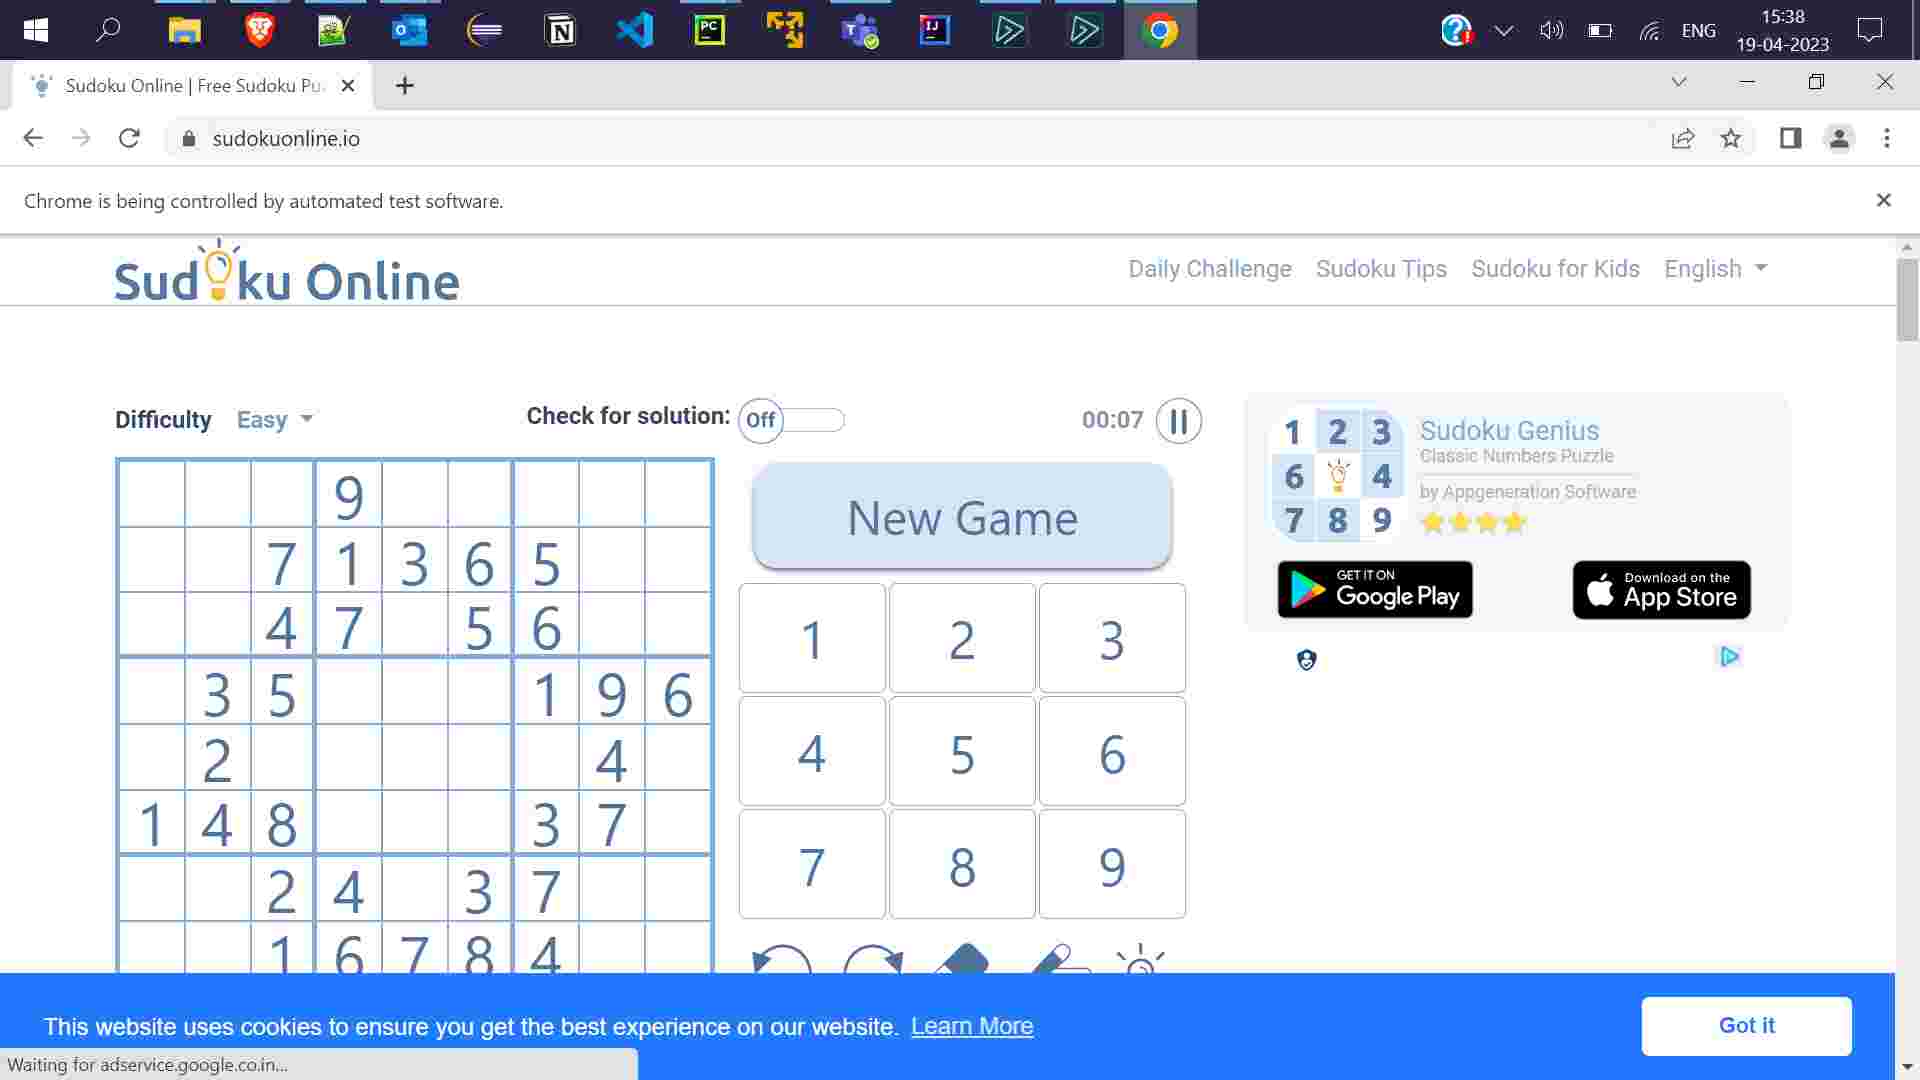 ENG
15:38
19-04-2023
Sudoku Online | Free Sudoku Pu
sudokuonline.io
Chrome is being controlled by automated test software.
Sudoku Online
Daily Challenge Sudoku Tips Sudoku for Kids English
Difficulty Easy Check for solution: Off 00:07
9
7 1 3 6 5
4 7 5 6
3 5 1 9 6
2 4
1 4 8 3 7
2 4 3 7
1 6 7 8 4
New Game
1 2 3
4 5 6
7 8 9
1 2 3
6 4
7 8 9
Sudoku Genius
Classic Numbers Puzzle
by Appgeneration Software
GET IT ON
Google Play
Download on the
App Store
This website uses cookies to ensure you get the best experience on our website. Learn More
Got it
Waiting for adservice.google.co.in...